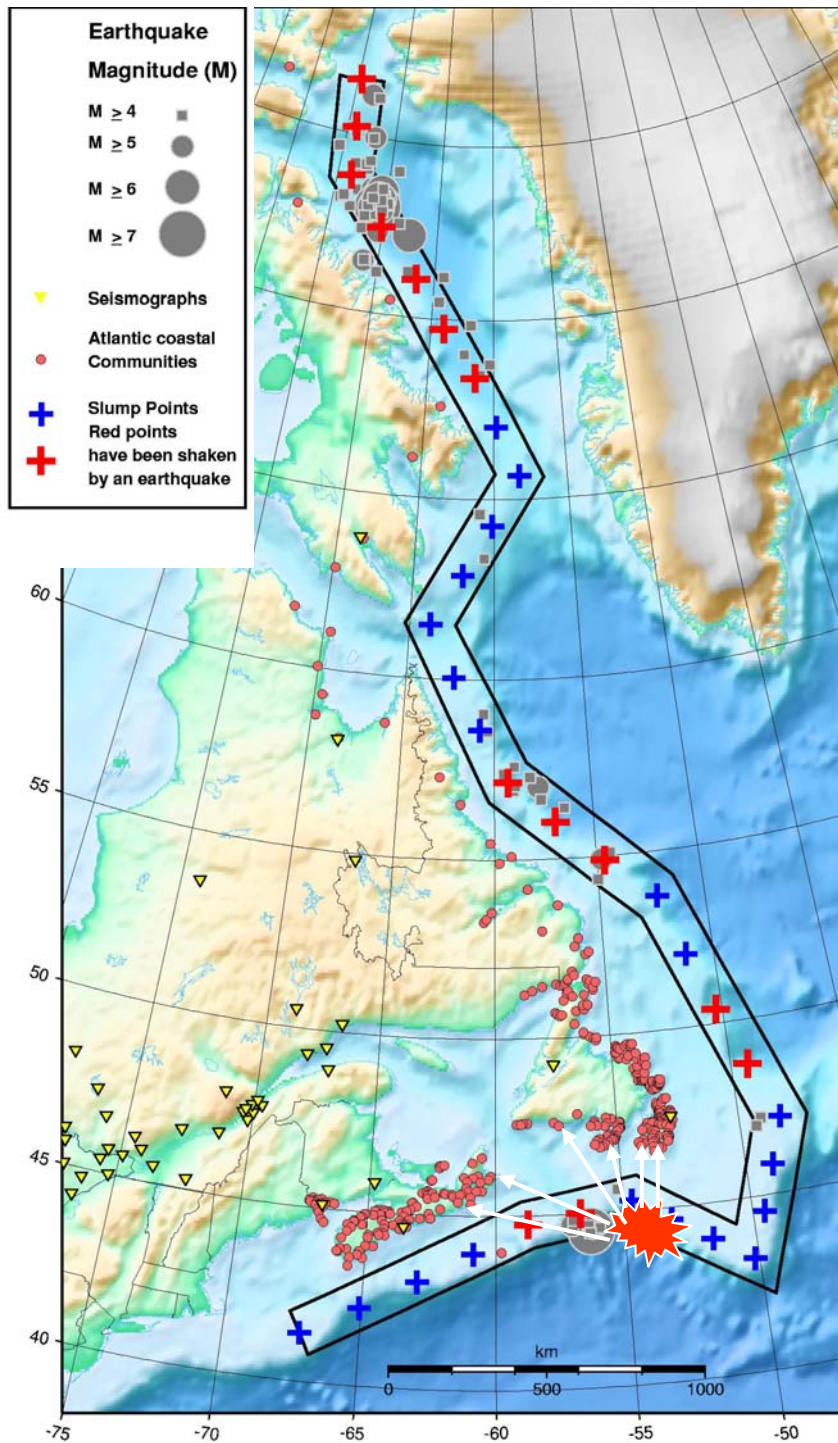 Earthquake
Magnitude (M)
M ≥ 4
M ≥ 5
M ≥ 6
M ≥ 7
Seismographs
Atlantic coastal
Communities
Slump Points
Red points
have been shaken
by an earthquake
60
55
50
45
40
km
0 500 1000
-75 -70 -65 -60 -55 -50